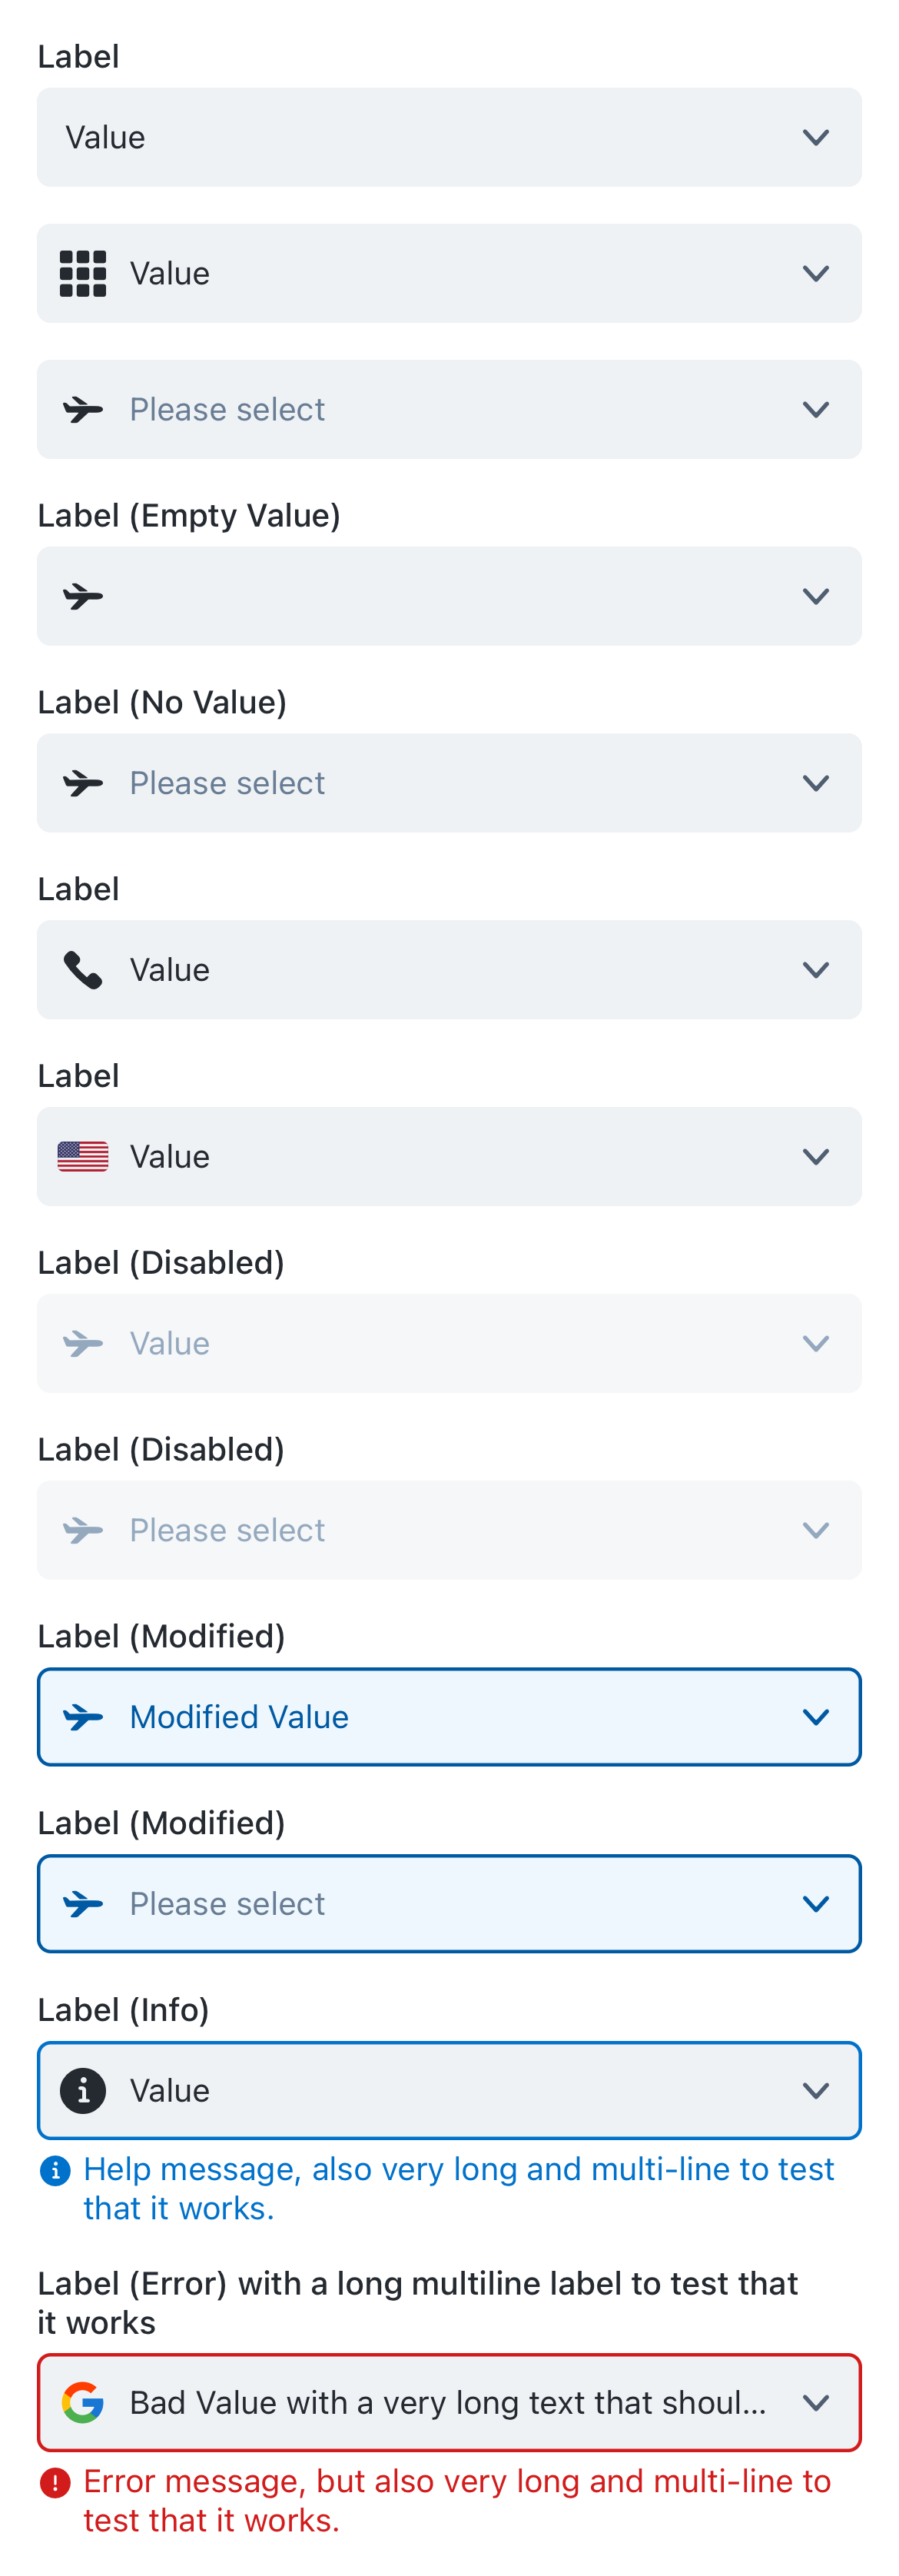 Label
Value
Value
Please select
Label (Empty Value)
Label (No Value)
Please select
Label
Value
Label
Value
Label (Disabled)
Value
Label (Disabled)
Please select
Label (Modified)
Modified Value
Label (Modified)
Please select
Label (Info)
Value
Help message, also very long and multi-line to test
that it works.
Label (Error) with a long multiline label to test that
it works
Bad Value with a very long text that shoul...
Error message, but also very long and multi-line to
test that it works.